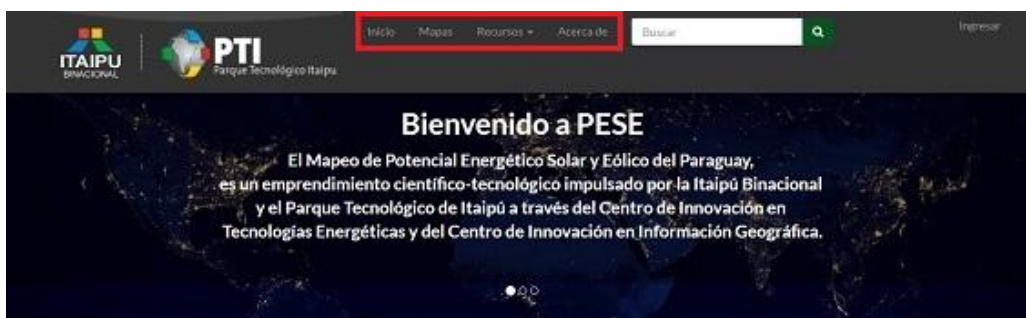 Inicio Mapas Recursos Acerca de Buscar Ingresar
ITAIPU
BINACIONAL
PTI
Parque Tecnológico Itaipu
Bienvenido a PESE
El Mapeo de Potencial Energético Solar y Eólico del Paraguay,
es un emprendimiento científico-tecnológico impulsado por la Itaipú Binacional
y el Parque Tecnológico de Itaipú a través del Centro de Innovación en
Tecnologías Energéticas y del Centro de Innovación en Información Geográfica.